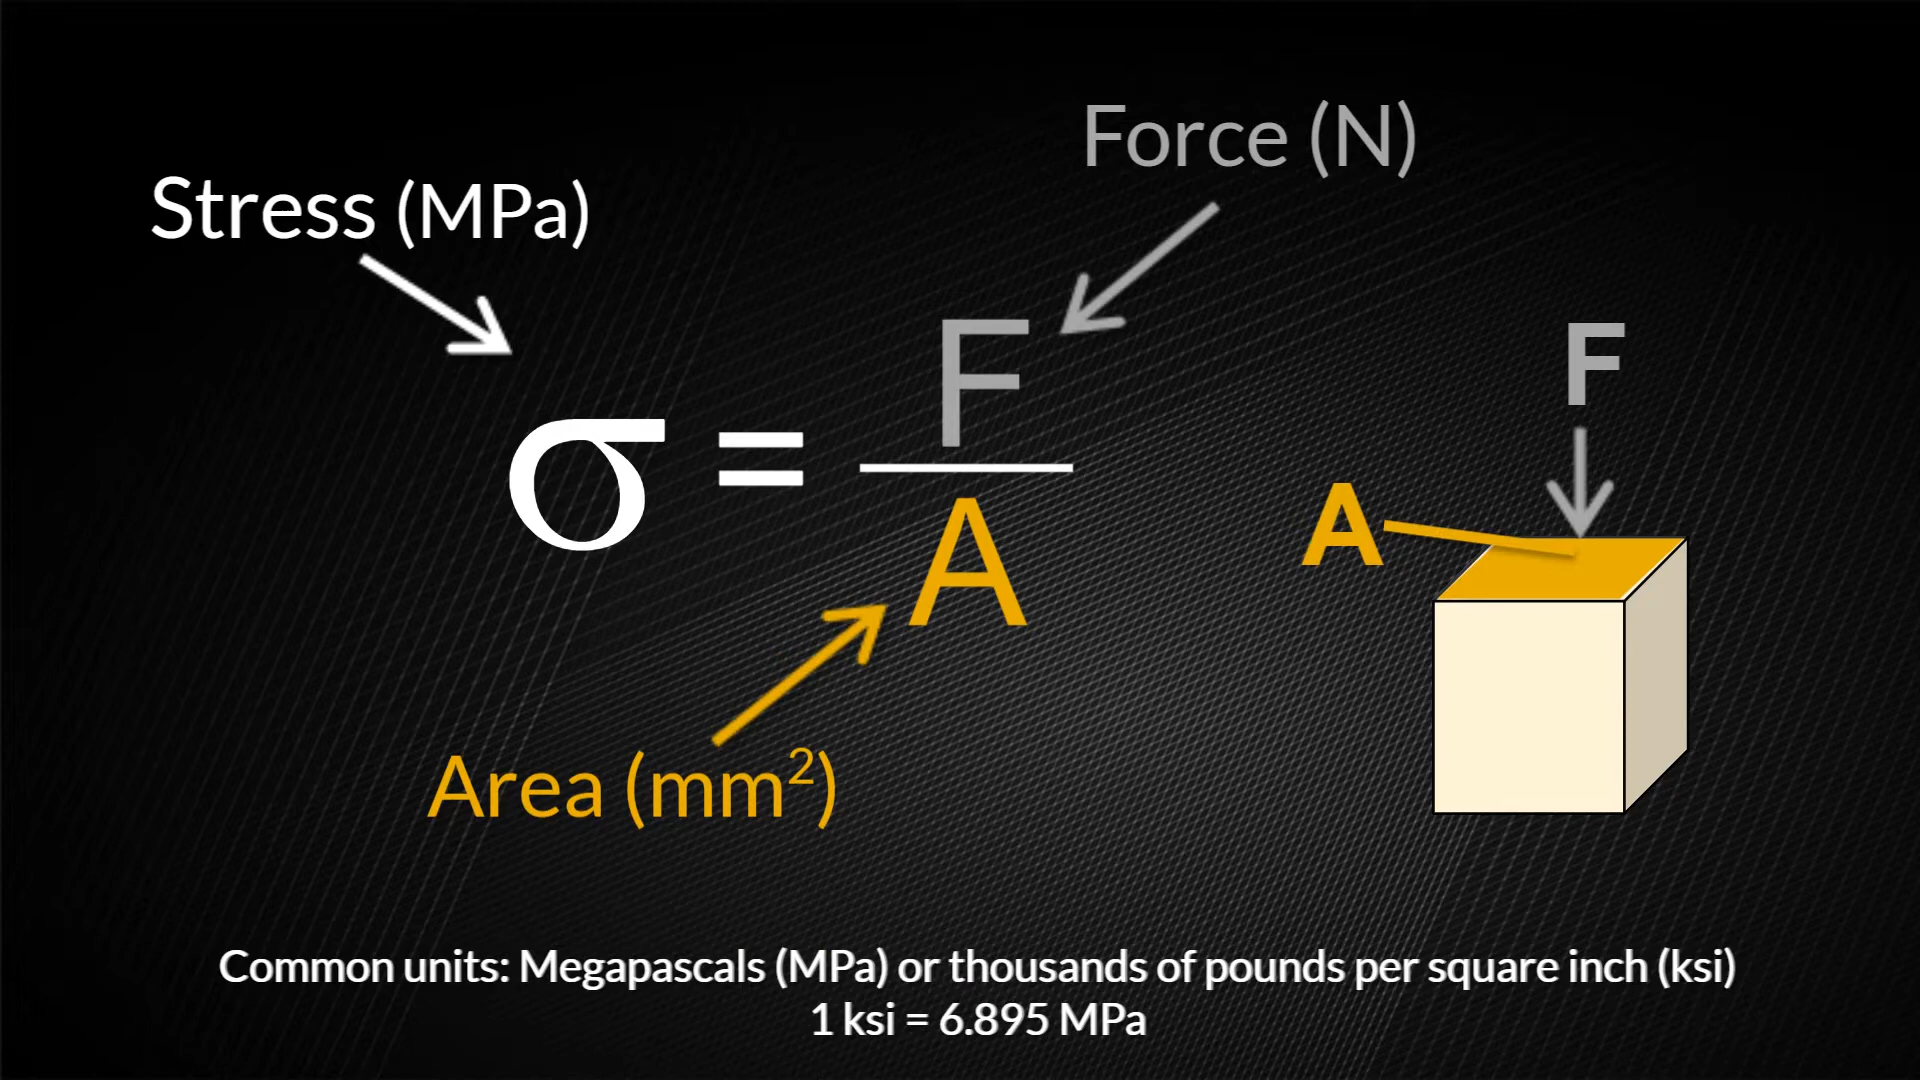 Force (N)
Stress (MPa)
σ = F
A
F
A
Area (mm²)
Common units: Megapascals (MPa) or thousands of pounds per square inch (ksi)
1 ksi = 6.895 MPa